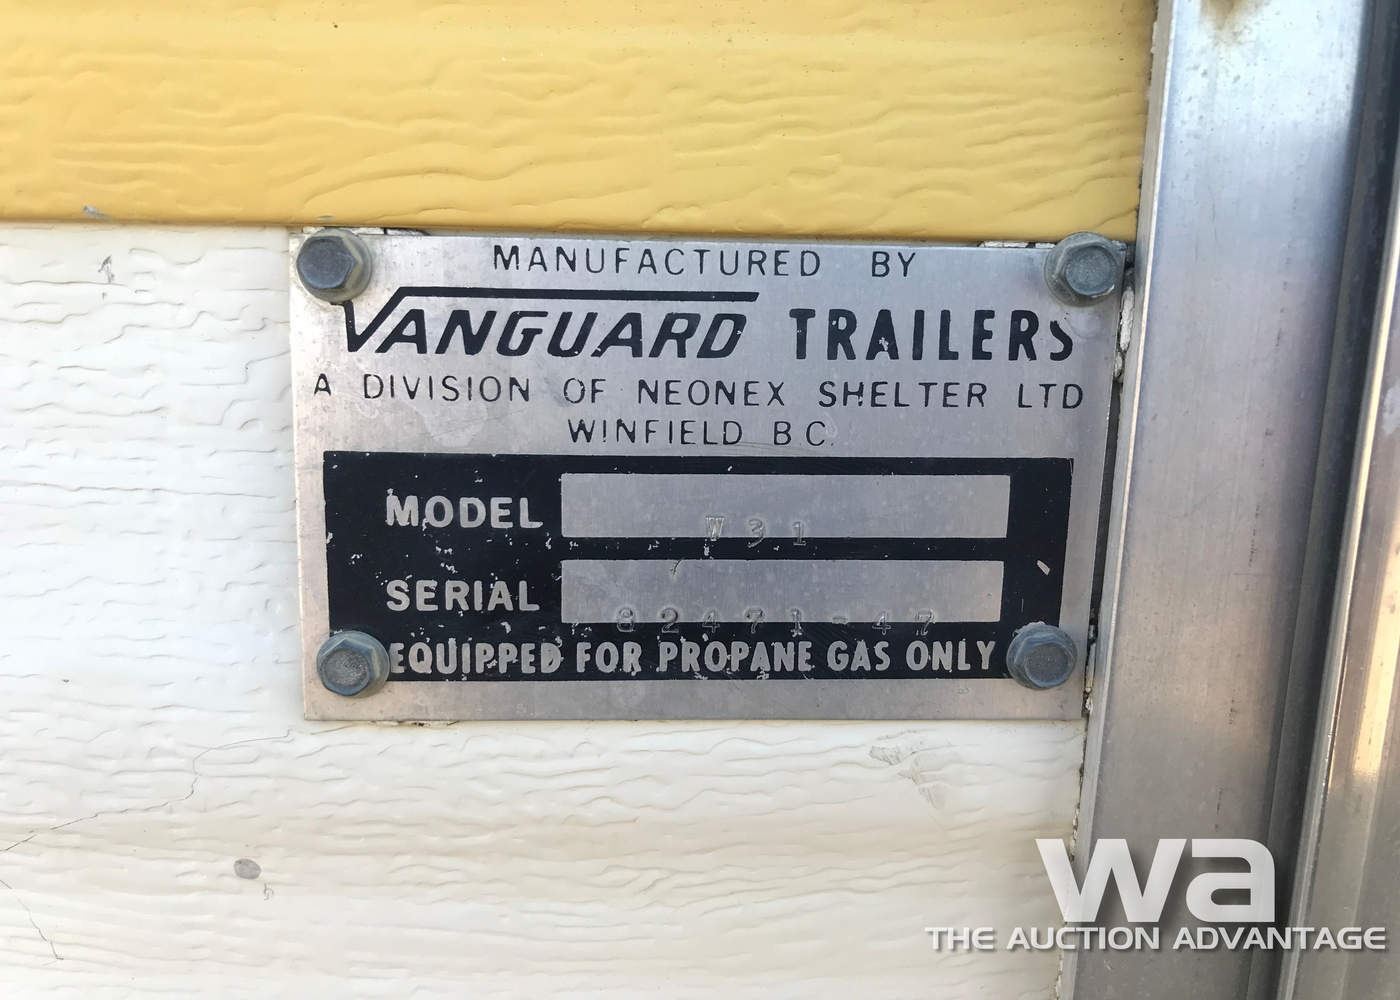 MANUFACTURED BY
VANGUARD TRAILERS
A DIVISION OF NEONEX SHELTER LTD
WINFIELD B.C.
MODEL W31
SERIAL 82471-47
EQUIPPED FOR PROPANE GAS ONLY
wa
THE AUCTION ADVANTAGE